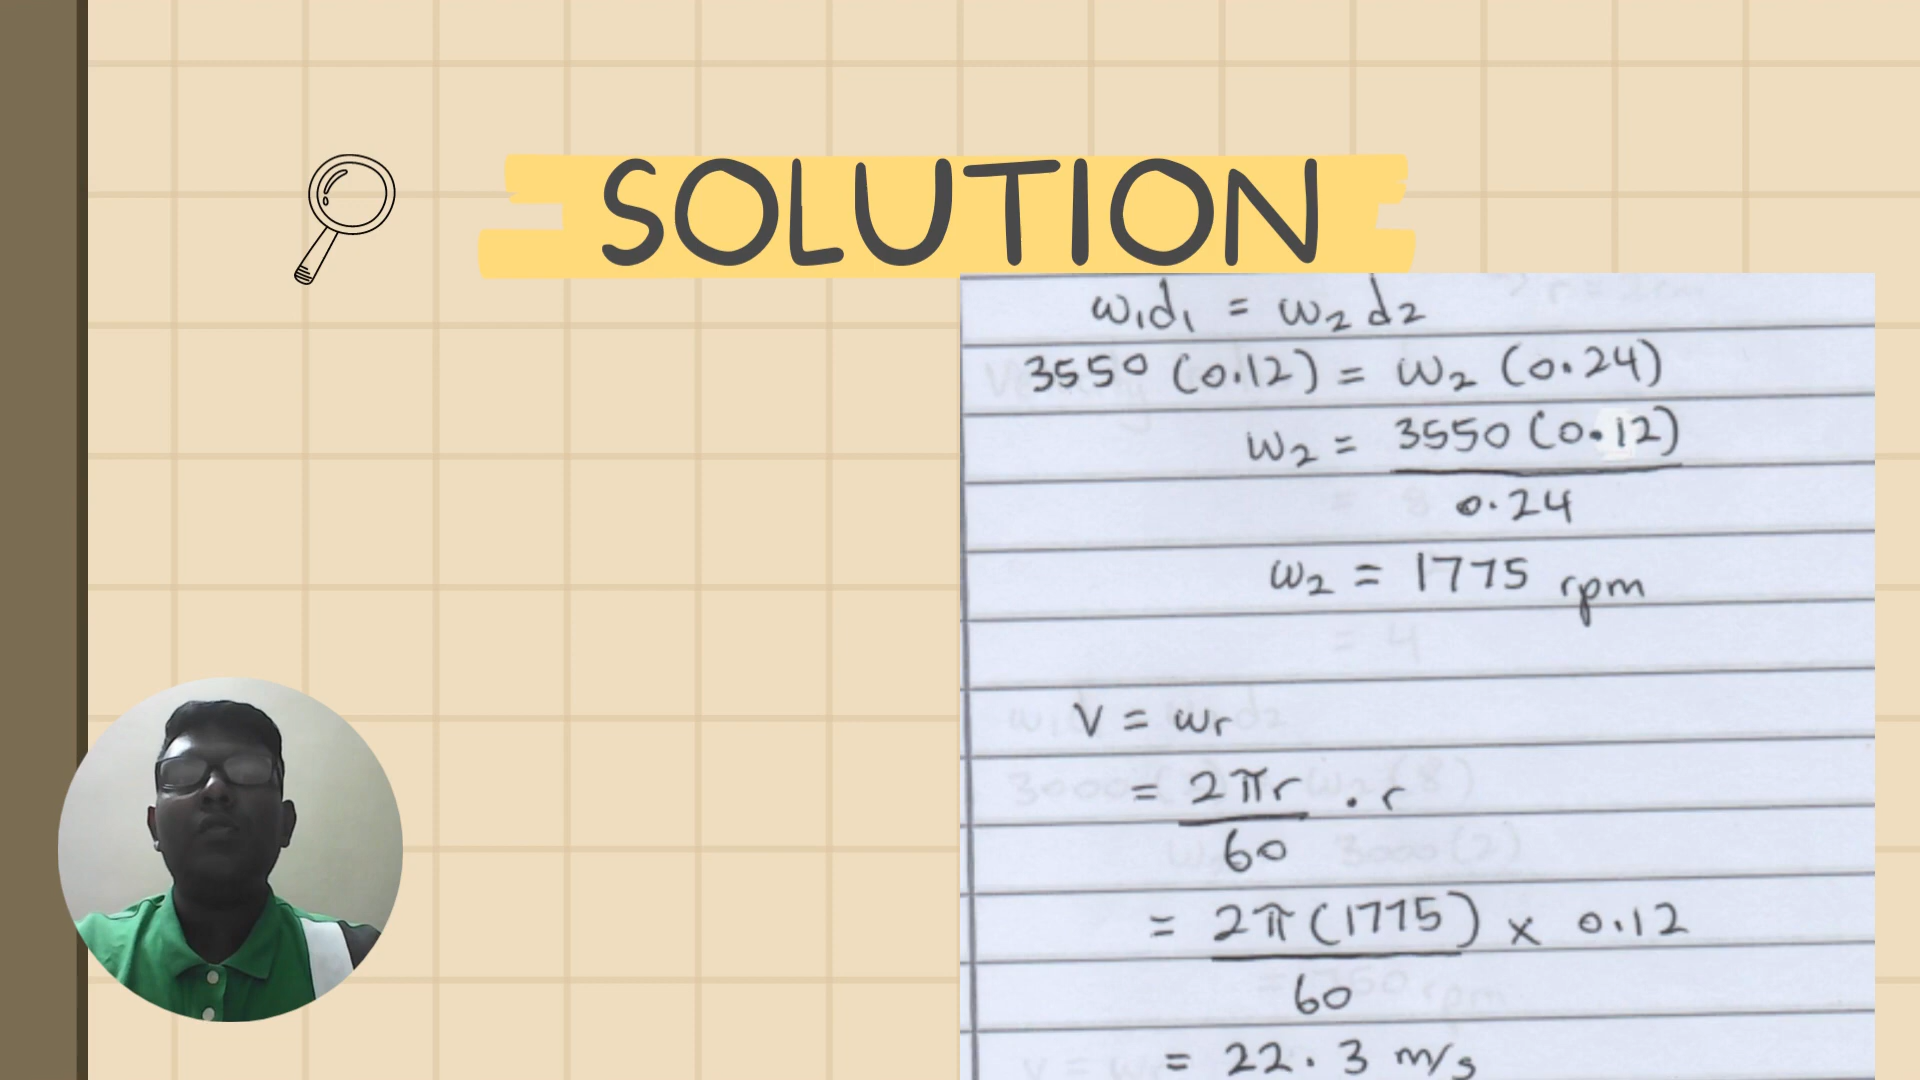 SOLUTION
ω₁d₁ = ω₂d₂
3550 (0.12) = ω₂ (0.24)
ω₂ = 3550 (0.12)
0.24
ω₂ = 1775 rpm
V = ωr
= 2πr . r
60
= 2π(1775) × 0.12
60
= 22.3 m/s